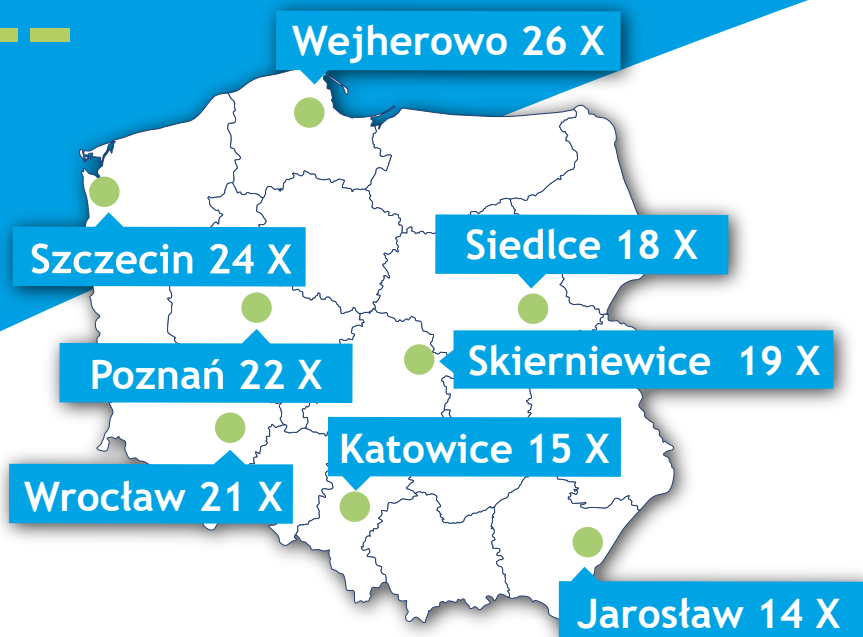 Wejherowo 26 X
Siedlce 18 X
Szczecin 24 X
Skierniewice  19 X
Poznań 22 X
Katowice 15 X
Wrocław 21 X
Jarosław 14 X